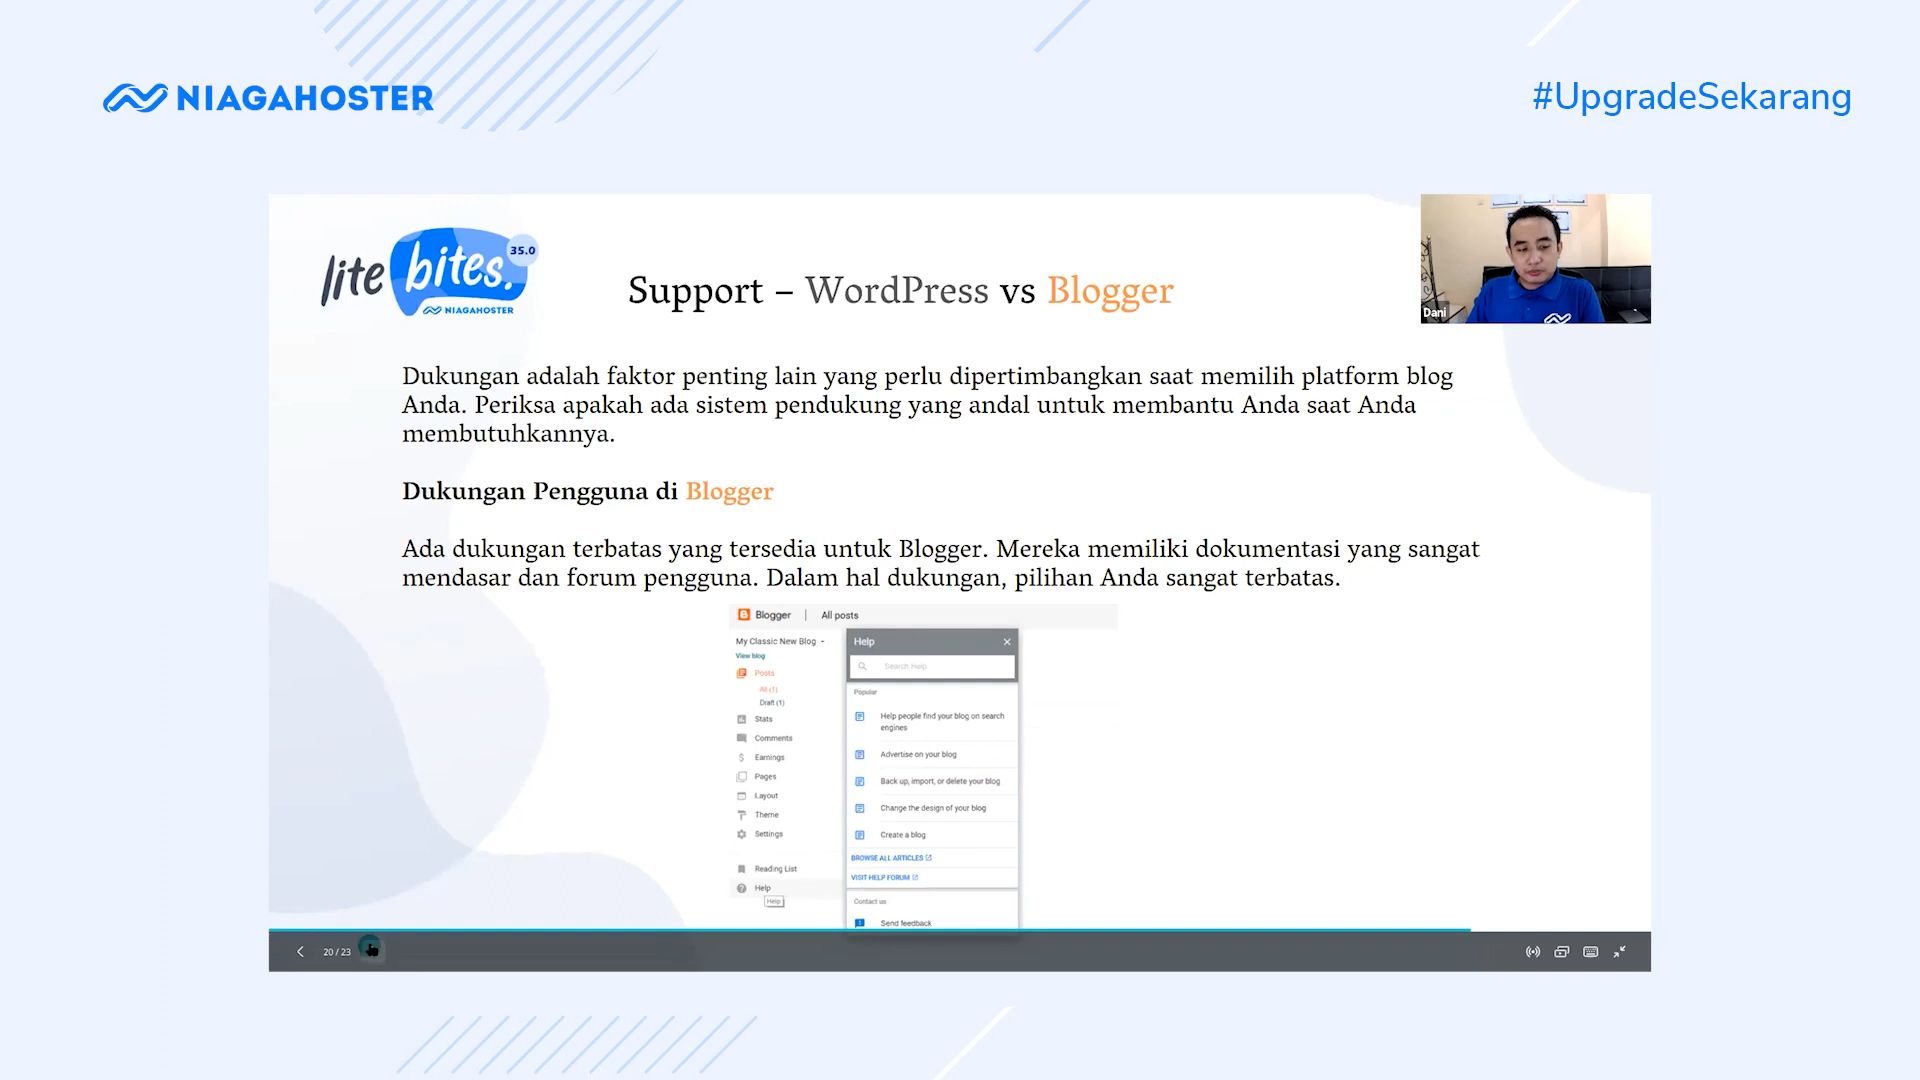 NIAGAHOSTER
#UpgradeSekarang
lite bites. 35.0
NIAGAHOSTER
Support – WordPress vs Blogger
Dani
Dukungan adalah faktor penting lain yang perlu dipertimbangkan saat memilih platform blog
Anda. Periksa apakah ada sistem pendukung yang andal untuk membantu Anda saat Anda
membutuhkannya.
Dukungan Pengguna di Blogger
Ada dukungan terbatas yang tersedia untuk Blogger. Mereka memiliki dokumentasi yang sangat
mendasar dan forum pengguna. Dalam hal dukungan, pilihan Anda sangat terbatas.
Blogger | All posts
My Classic New Blog
View blog
Posts
All (1)
Draft (1)
Stats
Comments
Earnings
Pages
Layout
Theme
Settings
Reading List
Help
Help
Help
Search Help
Popular
Help people find your blog on search
engines
Advertise on your blog
Back up, import, or delete your blog
Change the design of your blog
Create a blog
BROWSE ALL ARTICLES
VISIT HELP FORUM
Contact us
Send feedback
20 / 23